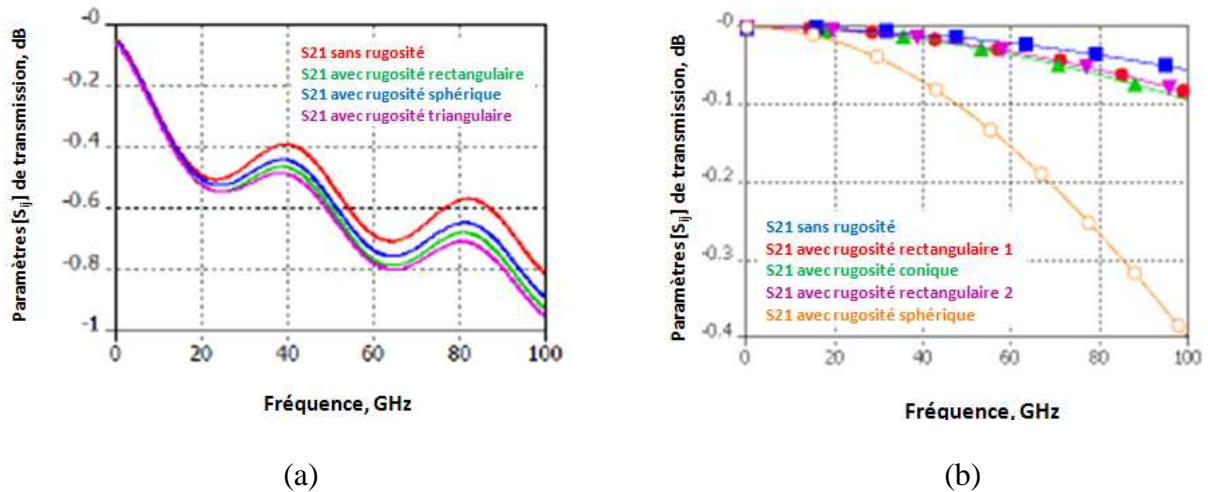 Paramètres [Sij] de transmission, dB
-0
-0.2
-0.4
-0.6
-0.8
-1
S21 sans rugosité
S21 avec rugosité rectangulaire
S21 avec rugosité sphérique
S21 avec rugosité triangulaire
0 20 40 60 80 100
Fréquence, GHz
(a)
Paramètres [Sij] de transmission, dB
-0
-0.1
-0.2
-0.3
-0.4
S21 sans rugosité
S21 avec rugosité rectangulaire 1
S21 avec rugosité conique
S21 avec rugosité rectangulaire 2
S21 avec rugosité sphérique
0 20 40 60 80 100
Fréquence, GHz
(b)